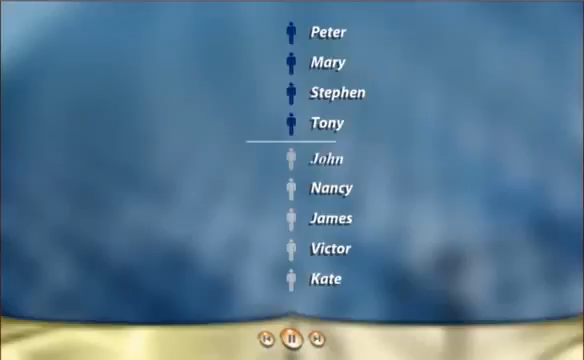 Peter
Mary
Stephen
Tony
John
Nancy
James
Victor
Kate